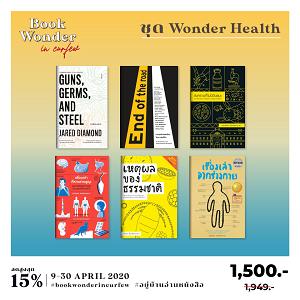 Book
Wonder
in curfew
ชุด Wonder Health
GUNS,
GERMS,
AND
STEEL
JARED DIAMOND
End of the road
เหตุผล
ของ
ธรรมชาติ
เรื่องเล่า
จากร่างกาย
ลดสูงสุด
15%
9-30 APRIL 2020
#bookwonderincurfew #อยู่บ้านอ่านหนังสือ
1,500.-
1,949.-